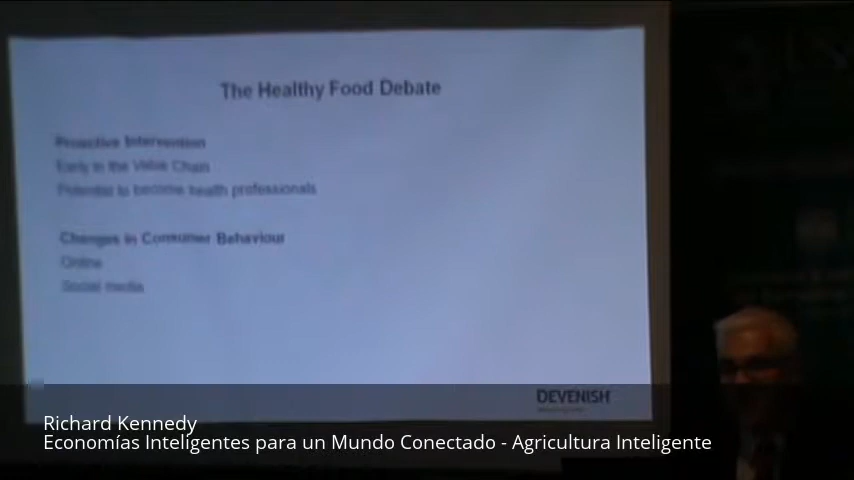 The Healthy Food Debate
Proactive Intervention
Early in the Value Chain
Potential to become health professionals
Changes in Consumer Behaviour
Online
Social media
DEVENISH
Richard Kennedy
Economías Inteligentes para un Mundo Conectado - Agricultura Inteligente